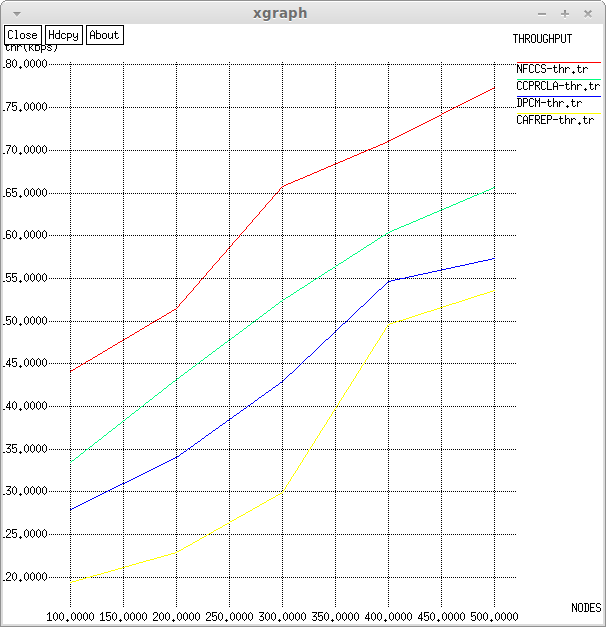 xgraph
Close Hdcpy About
thr(kbps)
THROUGHPUT
NFCCS-thr.tr
CCPRCLA-thr.tr
DPCM-thr.tr
CAFREP-thr.tr
.80.0000
.75.0000
.70.0000
.65.0000
.60.0000
.55.0000
.50.0000
.45.0000
.40.0000
.35.0000
.30.0000
.25.0000
.20.0000
NODES
100.0000 150.0000 200.0000 250.0000 300.0000 350.0000 400.0000 450.0000 500.0000